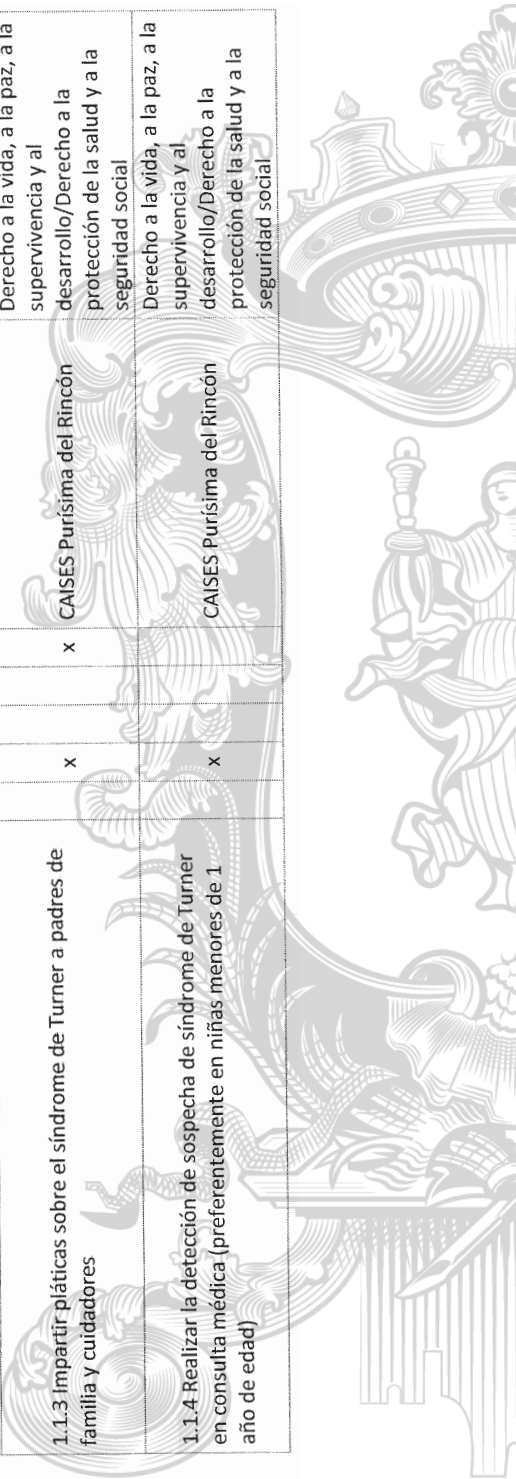 1.1.3 Impartir pláticas sobre el síndrome de Turner a padres de
familia y cuidadores
x
x
CAISES Purísima del Rincón
Derecho a la vida, a la paz, a la
supervivencia y al
desarrollo/Derecho a la
protección de la salud y a la
seguridad social
1.1.4 Realizar la detección de sospecha de síndrome de Turner
en consulta médica (preferentemente en niñas menores de 1
año de edad)
x
CAISES Purísima del Rincón
Derecho a la vida, a la paz, a la
supervivencia y al
desarrollo/Derecho a la
protección de la salud y a la
seguridad social